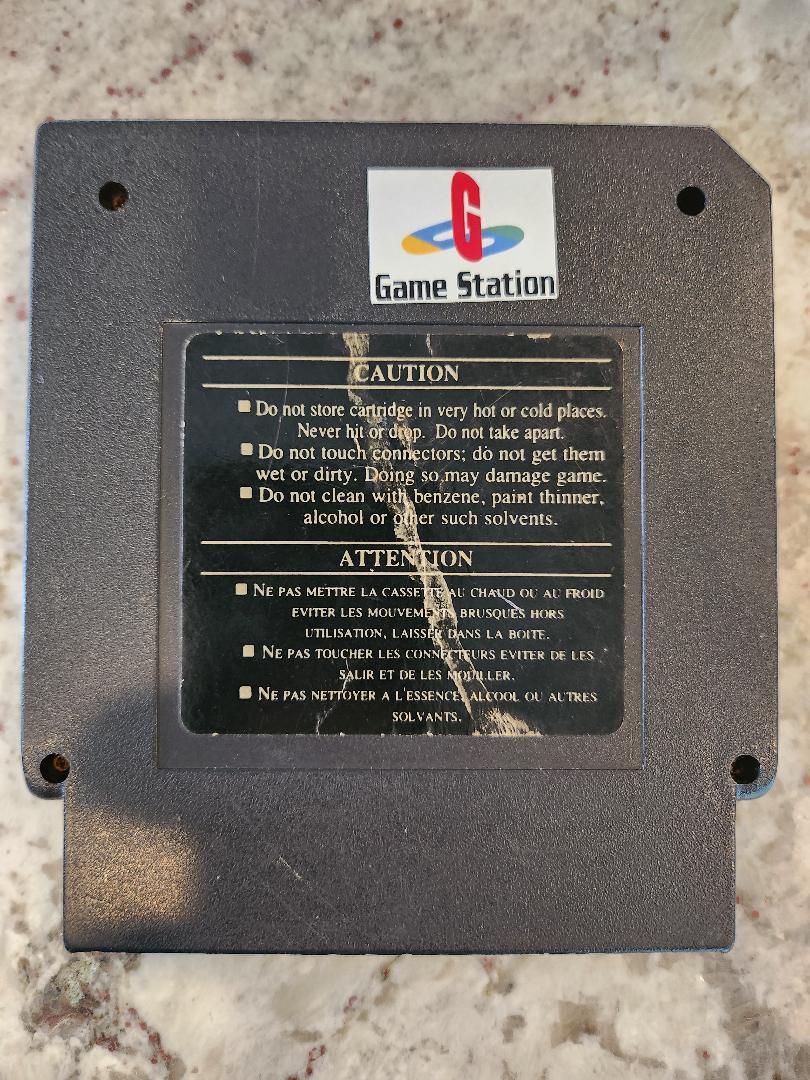 G
Game Station
CAUTION
Do not store cartridge in very hot or cold places.
Never hit or drop. Do not take apart.
Do not touch connectors; do not get them
wet or dirty. Doing so may damage game.
Do not clean with benzene, paint thinner,
alcohol or other such solvents.
ATTENTION
NE PAS METTRE LA CASSETTE AU CHAUD OU AU FROID
EVITER LES MOUVEMENTS BRUSQUES HORS
UTILISATION, LAISSER DANS LA BOITE.
NE PAS TOUCHER LES CONNECTEURS EVITER DE LES
SALIR ET DE LES MOUILLER.
NE PAS NETTOYER A L'ESSENCE, ALCOOL OU AUTRES
SOLVANTS.